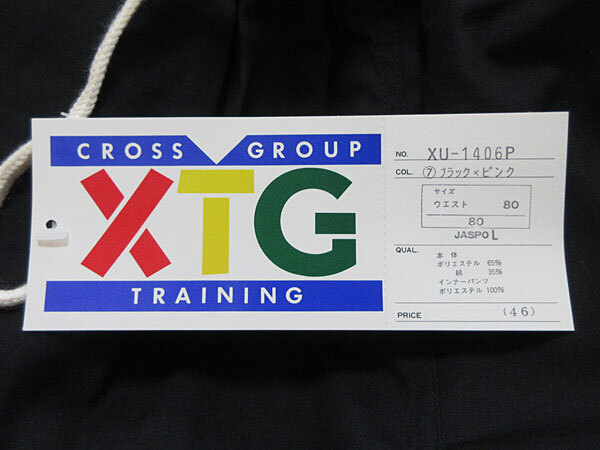 CROSS GROUP
XTG
TRAINING
NO. XU-1406P
COL. ⑦ブラック×ピンク
サイズ
ウエスト 80
80
JASPO L
QUAL.
本体
ポリエステル 65%
綿 35%
インナーパンツ
ポリエステル 100%
PRICE (46)